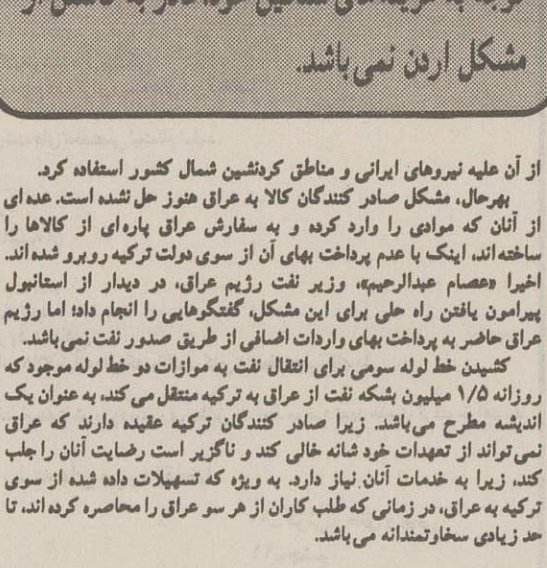 مشکل اردن نمی‌باشد.
از آن علیه نیروهای ایرانی و مناطق کردنشین شمال کشور استفاده کرد.
بهرحال، مشکل صادر کنندگان کالا به عراق هنوز حل نشده است. عده‌ای
از آنان که موادی را وارد کرده و به سفارش عراق پاره‌ای از کالاها را
ساخته‌اند، اینک با عدم پرداخت بهای آن از سوی دولت ترکیه روبرو شده‌اند.
اخیرا «عصام عبدالرحیم»، وزیر نفت رژیم عراق، در دیدار از استانبول
پیرامون یافتن راه حلی برای این مشکل، گفتگوهایی را انجام داد؛ اما رژیم
عراق حاضر به پرداخت بهای واردات اضافی از طریق صدور نفت نمی‌باشد.
کشیدن خط لوله سومی برای انتقال نفت به موازات دو خط لوله موجود که
روزانه ۱/۵ میلیون بشکه نفت از عراق به ترکیه منتقل می‌کند، به عنوان یک
اندیشه مطرح می‌باشد. زیرا صادر کنندگان ترکیه عقیده دارند که عراق
نمی‌تواند از تعهدات خود شانه خالی کند و ناگزیر است رضایت آنان را جلب
کند، زیرا به خدمات آنان نیاز دارد. به ویژه که تسهیلات داده شده از سوی
ترکیه به عراق، در زمانی که طلب کاران از هر سو عراق را محاصره کرده‌اند، تا
حد زیادی سخاوتمندانه می‌باشد.